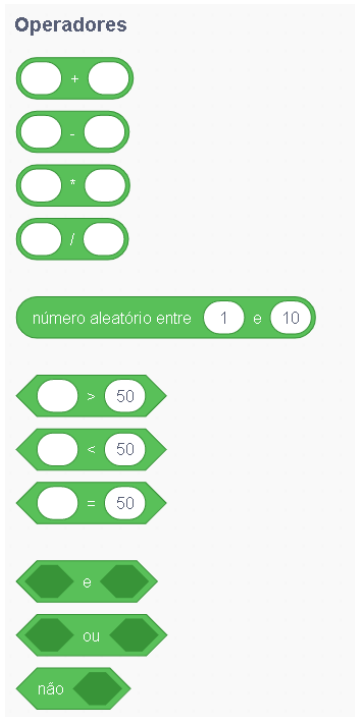 Operadores
+
-
*
/
número aleatório entre 1 e 10
> 50
< 50
= 50
e
ou
não